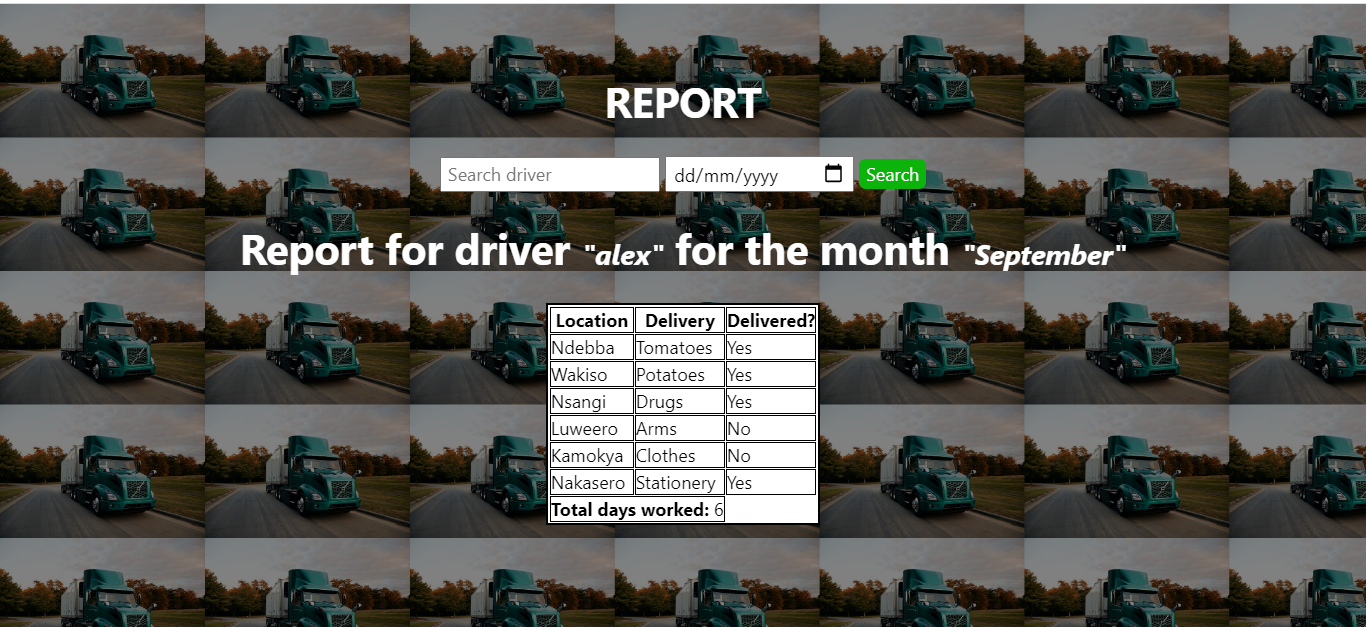 REPORT
Search driver dd/mm/yyyy Search
Report for driver "alex" for the month "September"
Location Delivery Delivered?
Ndebba Tomatoes Yes
Wakiso Potatoes Yes
Nsangi Drugs Yes
Luweero Arms No
Kamokya Clothes No
Nakasero Stationery Yes
Total days worked: 6